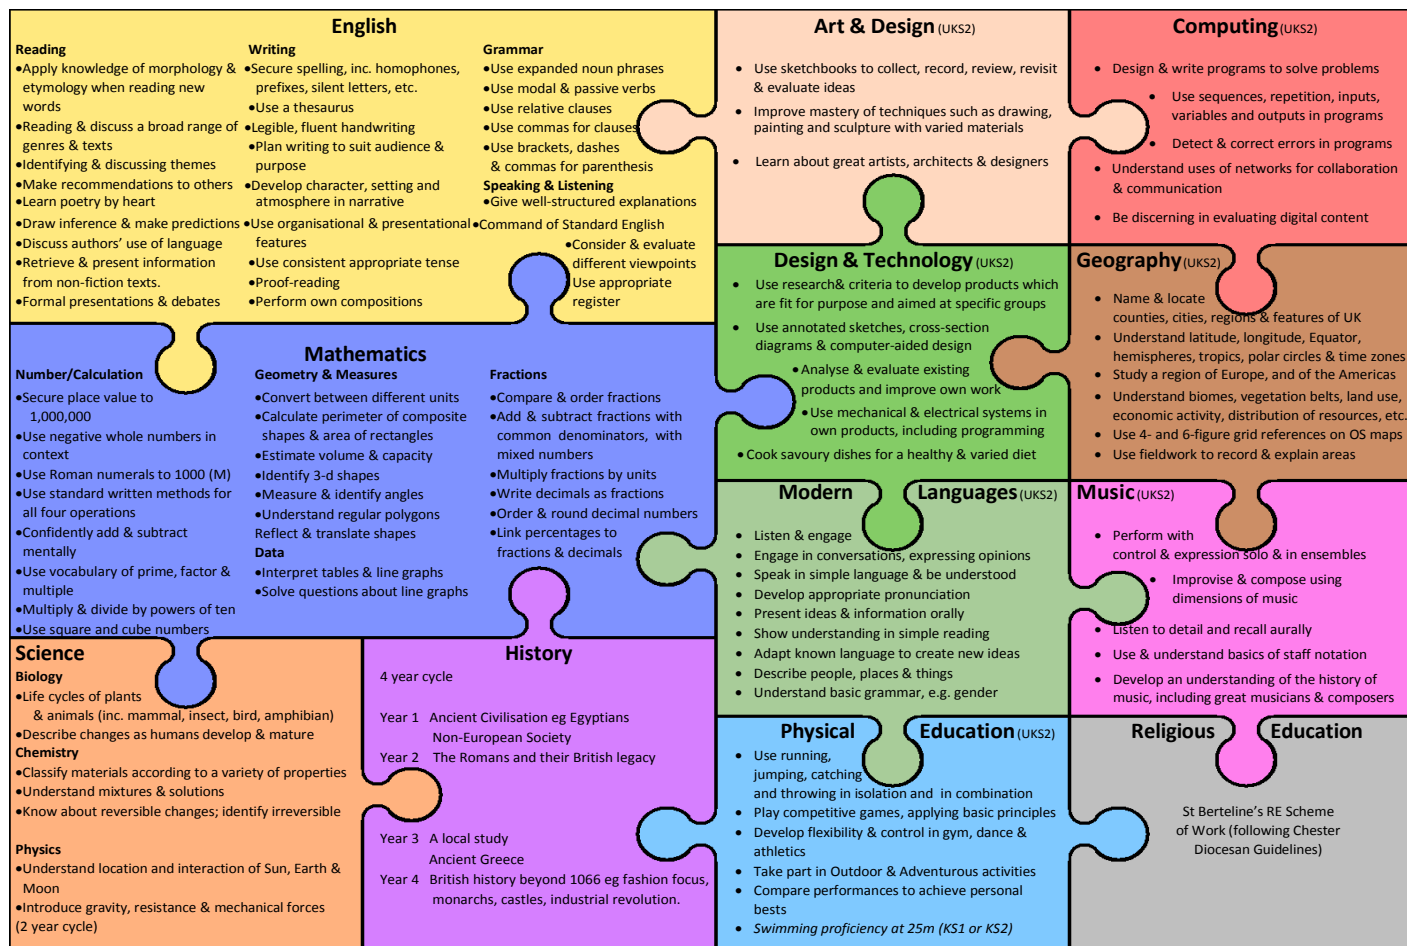 English
Reading
•Apply knowledge of morphology &
etymology when reading new
words
•Reading & discuss a broad range of
genres & texts
•Identifying & discussing themes
•Make recommendations to others
•Learn poetry by heart
•Draw inference & make predictions
•Discuss authors’ use of language
•Retrieve & present information
from non-fiction texts.
•Formal presentations & debates
Writing
•Secure spelling, inc. homophones,
prefixes, silent letters, etc.
•Use a thesaurus
•Legible, fluent handwriting
•Plan writing to suit audience &
purpose
•Develop character, setting and
atmosphere in narrative
•Use organisational & presentational
features
•Use consistent appropriate tense
•Proof-reading
•Perform own compositions
Grammar
•Use expanded noun phrases
•Use modal & passive verbs
•Use relative clauses
•Use commas for clauses
•Use brackets, dashes
& commas for parenthesis
Speaking & Listening
•Give well-structured explanations
•Command of Standard English
•Consider & evaluate
different viewpoints
Use appropriate
register
Art & Design (UKS2)
• Use sketchbooks to collect, record, review, revisit
& evaluate ideas
• Improve mastery of techniques such as drawing,
painting and sculpture with varied materials
• Learn about great artists, architects & designers
Computing (UKS2)
• Design & write programs to solve problems
• Use sequences, repetition, inputs,
variables and outputs in programs
• Detect & correct errors in programs
• Understand uses of networks for collaboration
& communication
• Be discerning in evaluating digital content
Design & Technology (UKS2)
• Use research& criteria to develop products which
are fit for purpose and aimed at specific groups
• Use annotated sketches, cross-section
diagrams & computer-aided design
•Analyse & evaluate existing
products and improve own work
•Use mechanical & electrical systems in
own products, including programming
•Cook savoury dishes for a healthy & varied diet
Geography (UKS2)
• Name & locate
counties, cities, regions & features of UK
• Understand latitude, longitude, Equator,
hemispheres, tropics, polar circles & time zones
• Study a region of Europe, and of the Americas
• Understand biomes, vegetation belts, land use,
economic activity, distribution of resources, etc.
• Use 4- and 6-figure grid references on OS maps
• Use fieldwork to record & explain areas
Mathematics
Number/Calculation
•Secure place value to
1,000,000
•Use negative whole numbers in
context
•Use Roman numerals to 1000 (M)
•Use standard written methods for
all four operations
•Confidently add & subtract
mentally
•Use vocabulary of prime, factor &
multiple
•Multiply & divide by powers of ten
•Use square and cube numbers
Geometry & Measures
•Convert between different units
•Calculate perimeter of composite
shapes & area of rectangles
•Estimate volume & capacity
•Identify 3-d shapes
•Measure & identify angles
•Understand regular polygons
Reflect & translate shapes
Data
•Interpret tables & line graphs
•Solve questions about line graphs
Fractions
•Compare & order fractions
•Add & subtract fractions with
common denominators, with
mixed numbers
•Multiply fractions by units
•Write decimals as fractions
•Order & round decimal numbers
•Link percentages to
fractions & decimals
Modern Languages (UKS2)
• Listen & engage
• Engage in conversations, expressing opinions
• Speak in simple language & be understood
• Develop appropriate pronunciation
• Present ideas & information orally
• Show understanding in simple reading
• Adapt known language to create new ideas
• Describe people, places & things
• Understand basic grammar, e.g. gender
Music (UKS2)
• Perform with
control & expression solo & in ensembles
• Improvise & compose using
dimensions of music
• Listen to detail and recall aurally
• Use & understand basics of staff notation
• Develop an understanding of the history of
music, including great musicians & composers
Science
Biology
•Life cycles of plants
& animals (inc. mammal, insect, bird, amphibian)
•Describe changes as humans develop & mature
Chemistry
•Classify materials according to a variety of properties
•Understand mixtures & solutions
•Know about reversible changes; identify irreversible
Physics
•Understand location and interaction of Sun, Earth &
Moon
•Introduce gravity, resistance & mechanical forces
(2 year cycle)
History
4 year cycle
Year 1 Ancient Civilisation eg Egyptians
Non-European Society
Year 2 The Romans and their British legacy
Year 3 A local study
Ancient Greece
Year 4 British history beyond 1066 eg fashion focus,
monarchs, castles, industrial revolution.
Physical Education (UKS2)
• Use running,
jumping, catching
and throwing in isolation and in combination
• Play competitive games, applying basic principles
• Develop flexibility & control in gym, dance &
athletics
• Take part in Outdoor & Adventurous activities
• Compare performances to achieve personal
bests
• Swimming proficiency at 25m (KS1 or KS2)
Religious Education
St Berteline’s RE Scheme
of Work (following Chester
Diocesan Guidelines)